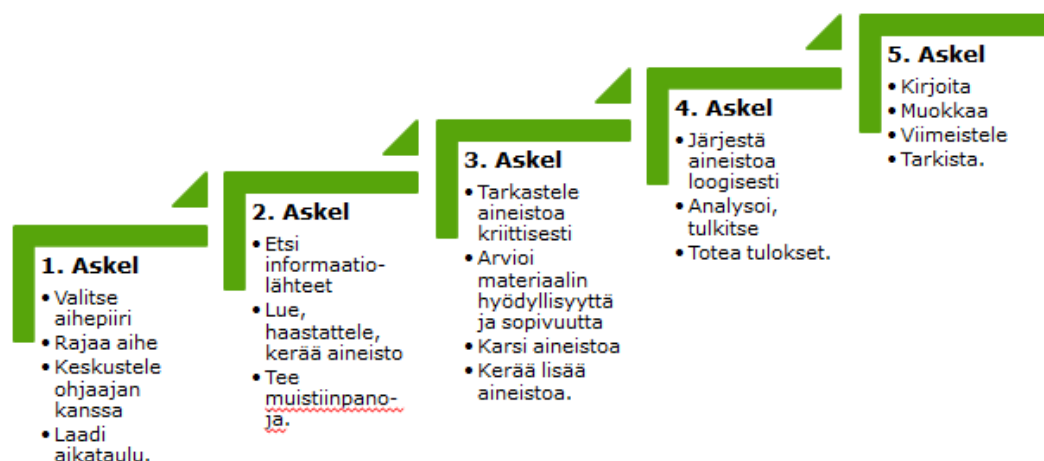 1. Askel
• Valitse
aihepiiri
• Rajaa aihe
• Keskustele
ohjaajan
kanssa
• Laadi
aikataulu.
2. Askel
• Etsi
informaatio-
lähteet
• Lue,
haastattele,
kerää aineisto
• Tee
muistiinpano-
ja.
3. Askel
• Tarkastele
aineistoa
kriittisesti
• Arvioi
materiaalin
hyödyllisyyttä
ja sopivuutta
• Karsi aineistoa
• Kerää lisää
aineistoa.
4. Askel
• Järjestä
aineistoa
loogisesti
• Analysoi,
tulkitse
• Totea tulokset.
5. Askel
• Kirjoita
• Muokkaa
• Viimeistele
• Tarkista.